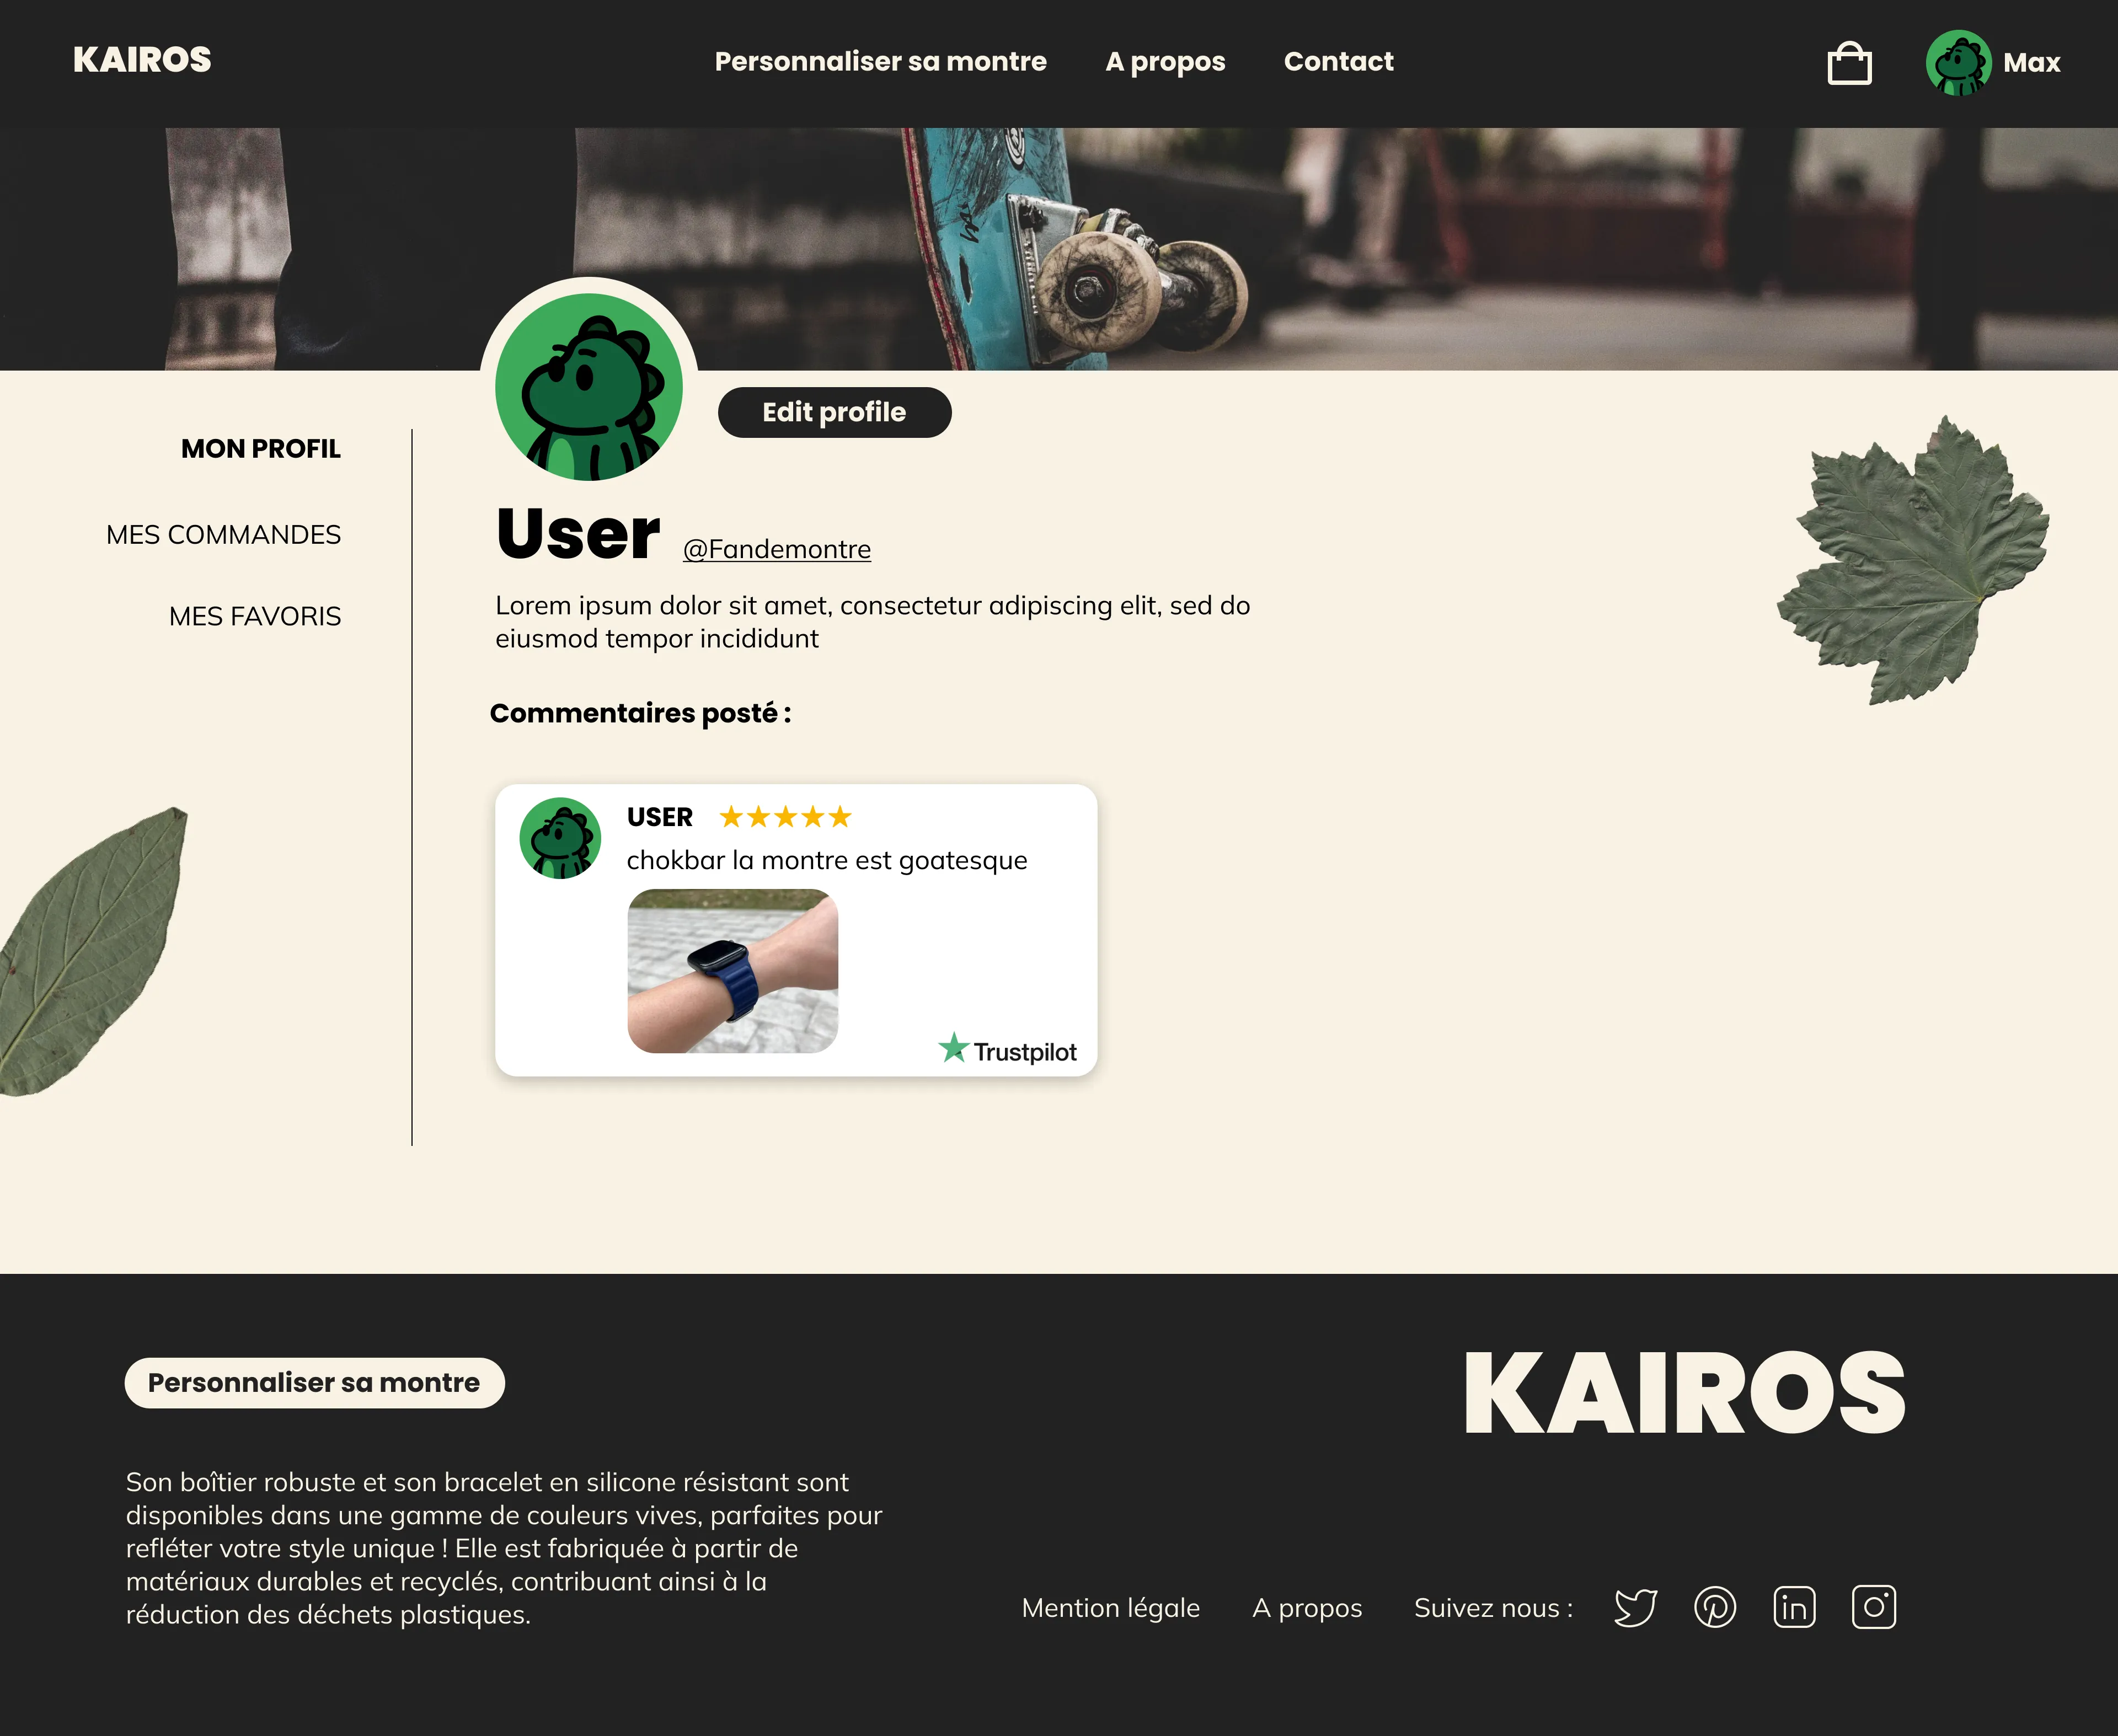 KAIROS
Personnaliser sa montre
A propos
Contact
Max
Edit profile
MON PROFIL
MES COMMANDES
MES FAVORIS
User
@Fandemontre
Lorem ipsum dolor sit amet, consectetur adipiscing elit, sed do
eiusmod tempor incididunt
Commentaires posté :
USER
chokbar la montre est goatesque
Trustpilot
Personnaliser sa montre
KAIROS
Son boîtier robuste et son bracelet en silicone résistant sont
disponibles dans une gamme de couleurs vives, parfaites pour
refléter votre style unique ! Elle est fabriquée à partir de
matériaux durables et recyclés, contribuant ainsi à la
réduction des déchets plastiques.
Mention légale
A propos
Suivez nous :